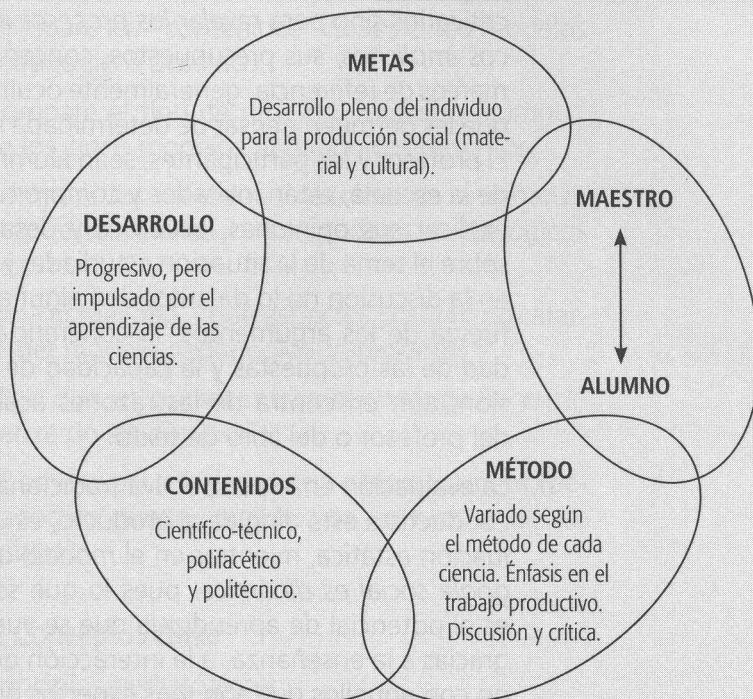 METAS
Desarrollo pleno del individuo
para la producción social (mate-
rial y cultural).
DESARROLLO
Progresivo, pero
impulsado por el
aprendizaje de las
ciencias.
MAESTRO
ALUMNO
CONTENIDOS
Científico-técnico,
polifacético
y politécnico.
MÉTODO
Variado según
el método de cada
ciencia. Énfasis en el
trabajo productivo.
Discusión y crítica.